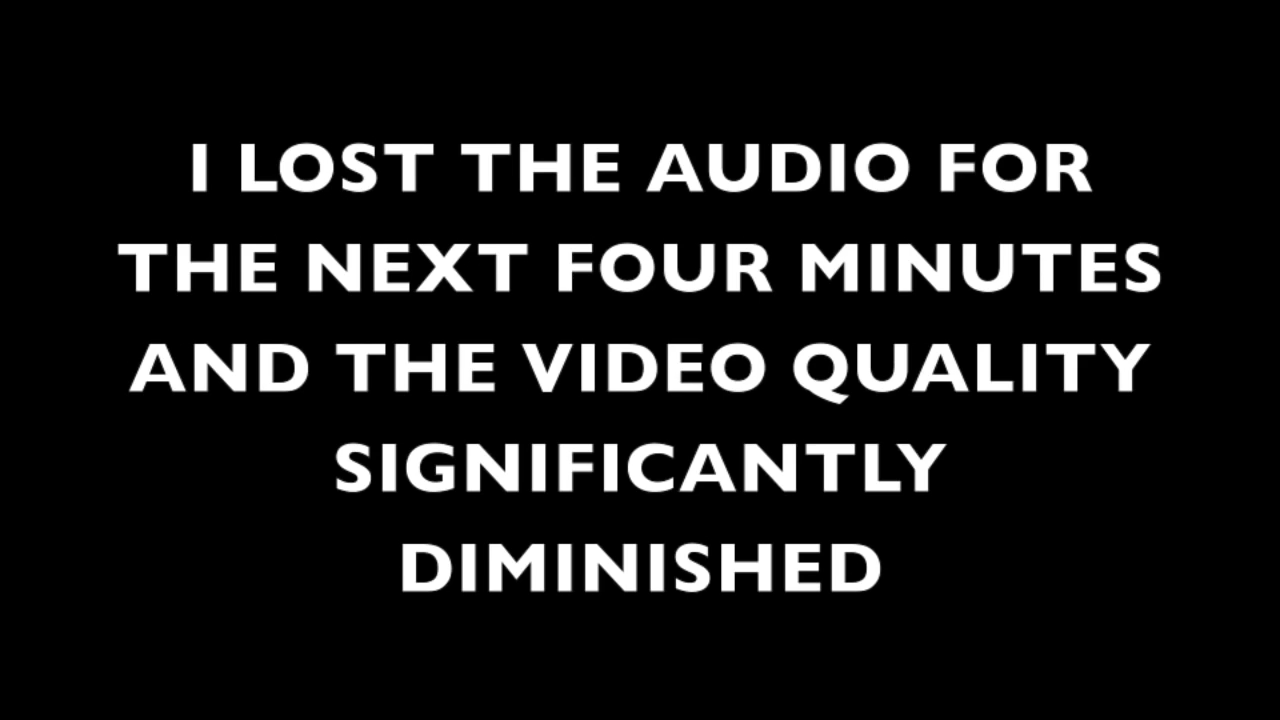 I LOST THE AUDIO FOR
THE NEXT FOUR MINUTES
AND THE VIDEO QUALITY
SIGNIFICANTLY
DIMINISHED